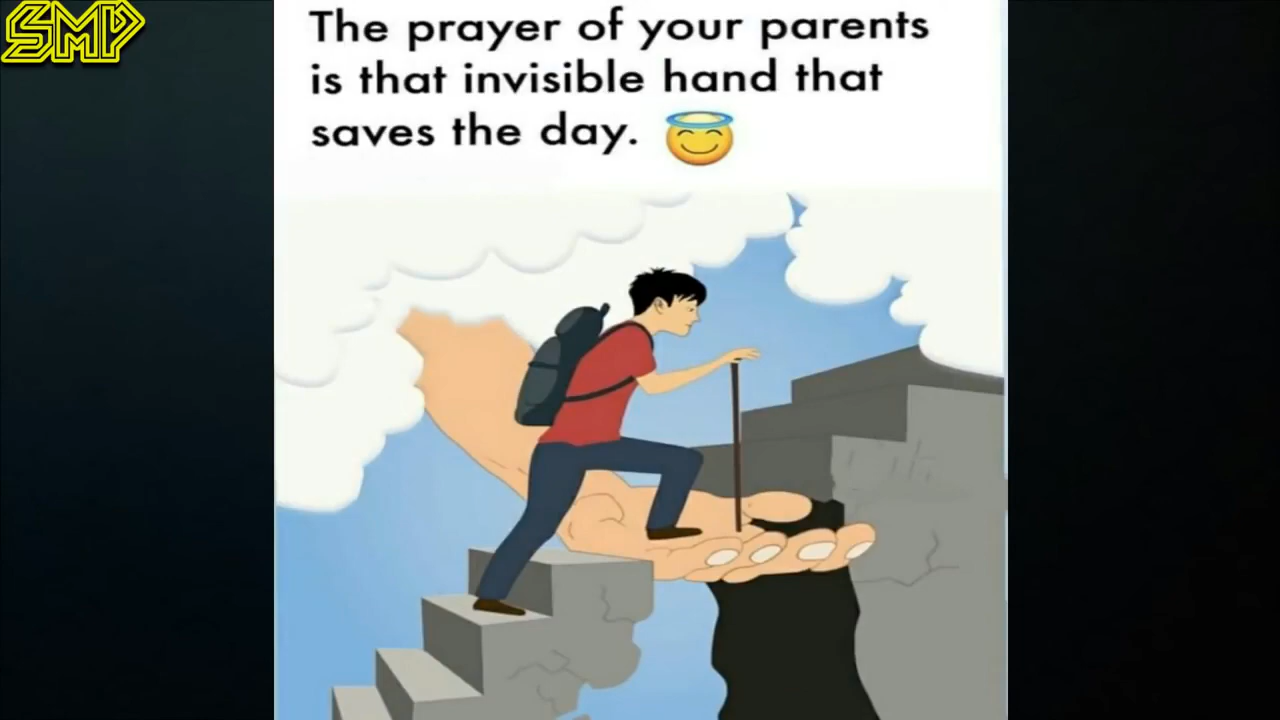 SMP
The prayer of your parents
is that invisible hand that
saves the day. 😇